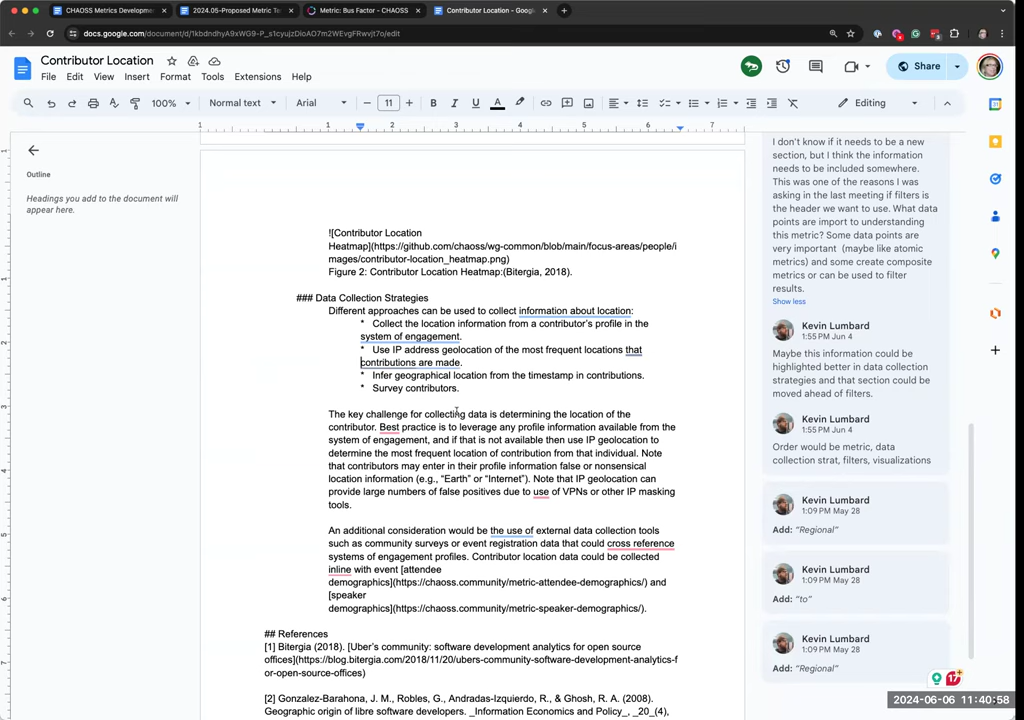 CHAOSS Metrics Developmen
2024.05-Proposed Metric Te
Metric: Bus Factor - CHAOSS
Contributor Location - Googl
docs.google.com/document/d/1kbdndhyA9xWG9-P_s1cyujzDioAO7m2WEvgFRwvjt7o/edit
Contributor Location
File Edit View Insert Format Tools Extensions Help
Share
100% Normal text Arial 11 Editing
1 1 2 3 4 5 6 7
Outline
Headings you add to the document will
appear here.
![Contributor Location
Heatmap](https://github.com/chaoss/wg-common/blob/main/focus-areas/people/i
mages/contributor-location_heatmap.png)
Figure 2: Contributor Location Heatmap:(Bitergia, 2018).
### Data Collection Strategies
Different approaches can be used to collect information about location:
* Collect the location information from a contributor's profile in the
system of engagement.
* Use IP address geolocation of the most frequent locations that
contributions are made.
* Infer geographical location from the timestamp in contributions.
* Survey contributors.
The key challenge for collecting data is determining the location of the
contributor. Best practice is to leverage any profile information available from the
system of engagement, and if that is not available then use IP geolocation to
determine the most frequent location of contribution from that individual. Note
that contributors may enter in their profile information false or nonsensical
location information (e.g., “Earth” or “Internet”). Note that IP geolocation can
provide large numbers of false positives due to use of VPNs or other IP masking
tools.
An additional consideration would be the use of external data collection tools
such as community surveys or event registration data that could cross reference
systems of engagement profiles. Contributor location data could be collected
inline with event [attendee
demographics](https://chaoss.community/metric-attendee-demographics/) and
[speaker
demographics](https://chaoss.community/metric-speaker-demographics/).
## References
[1] Bitergia (2018). [Uber's community: software development analytics for open source
offices](https://blog.bitergia.com/2018/11/20/ubers-community-software-development-analytics-f
or-open-source-offices)
[2] Gonzalez-Barahona, J. M., Robles, G., Andradas-Izquierdo, R., & Ghosh, R. A. (2008).
Geographic origin of libre software developers. _Information Economics and Policy_, _20_(4),
I don't know if it needs to be a new
section, but I think the information
needs to be included somewhere.
This was one of the reasons I was
asking in the last meeting if filters is
the header we want to use. What data
points are import to understanding
this metric? Some data points are
very important (maybe like atomic
metrics) and some create composite
metrics or can be used to filter
results.
Show less
Kevin Lumbard
1:55 PM Jun 4
Maybe this information could be
highlighted better in data collection
strategies and that section could be
moved ahead of filters.
Kevin Lumbard
1:55 PM Jun 4
Order would be metric, data
collection strat, filters, visualizations
Kevin Lumbard
1:09 PM May 28
Add: “Regional”
Kevin Lumbard
1:09 PM May 28
Add: “to”
Kevin Lumbard
1:09 PM May 28
Add: “Regional”
17
2024-06-06 11:40:58